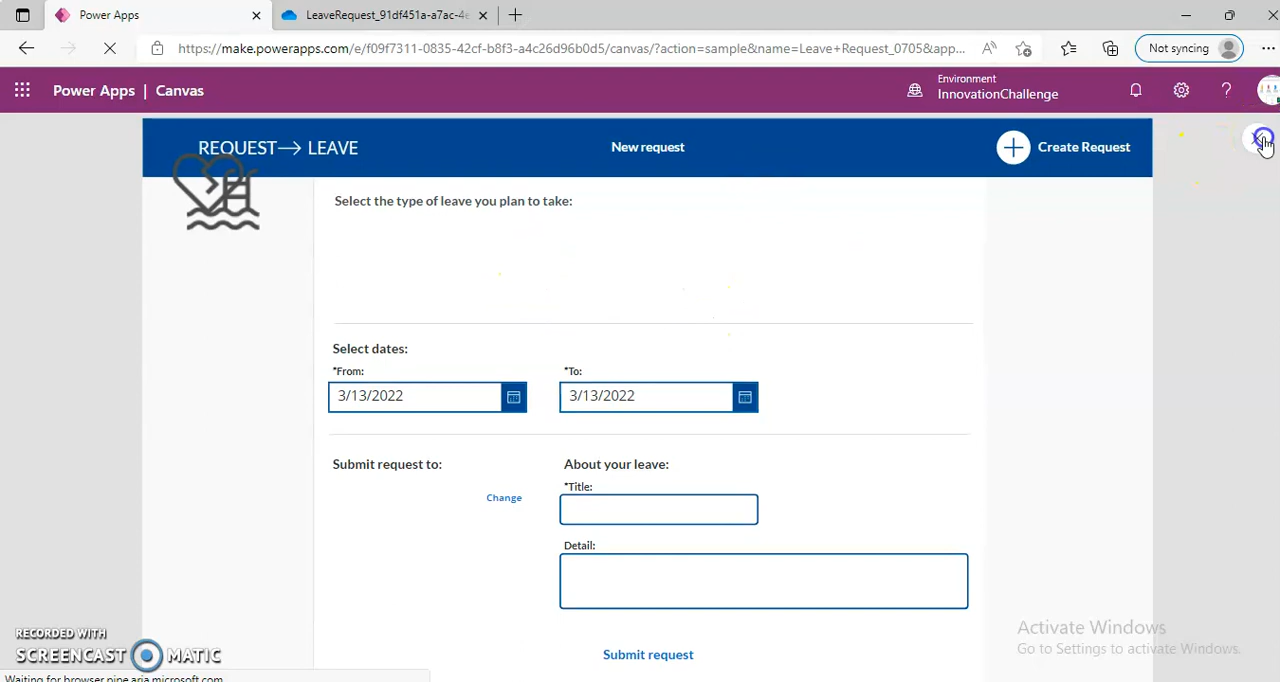 Power Apps
LeaveRequest_91df451a-a7ac-4e
https://make.powerapps.com/e/f09f7311-0835-42cf-b8f3-a4c26d96b0d5/canvas/?action=sample&name=Leave+Request_0705&app...
Not syncing
Power Apps | Canvas
Environment
InnovationChallenge
REQUEST→ LEAVE
New request
Create Request
Select the type of leave you plan to take:
Select dates:
*From:
*To:
3/13/2022
3/13/2022
Submit request to:
About your leave:
*Title:
Change
Detail:
Submit request
Activate Windows
Go to Settings to activate Windows.
RECORDED WITH
SCREENCAST MATIC
Waiting for browser.pipe.aria.microsoft.com